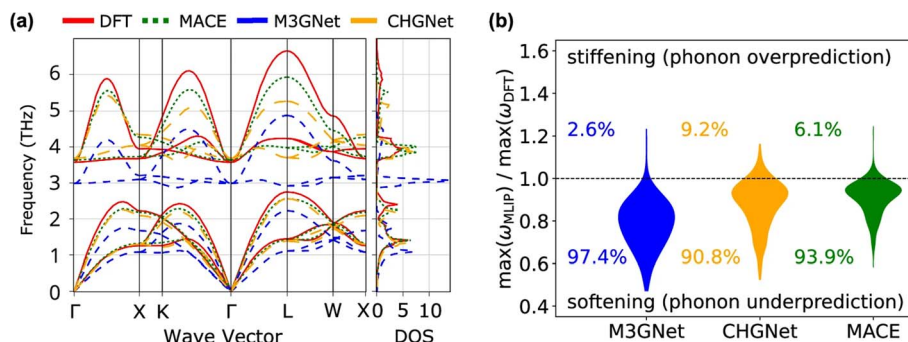 (a)
DFT MACE M3GNet CHGNet
Frequency (THz)
6
5
4
3
2
1
0
Γ X K Γ L W X
0 5 10
Wave Vector
DOS
(b)
max(ω_MLIP) / max(ω_DFT)
1.6
1.4
1.2
1.0
0.8
0.6
0.4
stiffening (phonon overprediction)
2.6% 9.2% 6.1%
97.4% 90.8% 93.9%
softening (phonon underprediction)
M3GNet CHGNet MACE